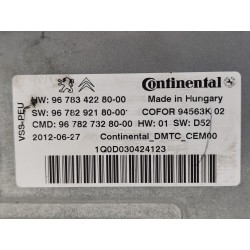 Continental
HW: 96 783 422 80-00 Made in Hungary
SW: 96 782 921 80-00 COFOR 94563K 02
CMD: 96 782 732 80-00 HW: 01 SW: D52
2012-06-27 Continental_DMTC_CEM00
1Q0D030424123
VSS-PEU